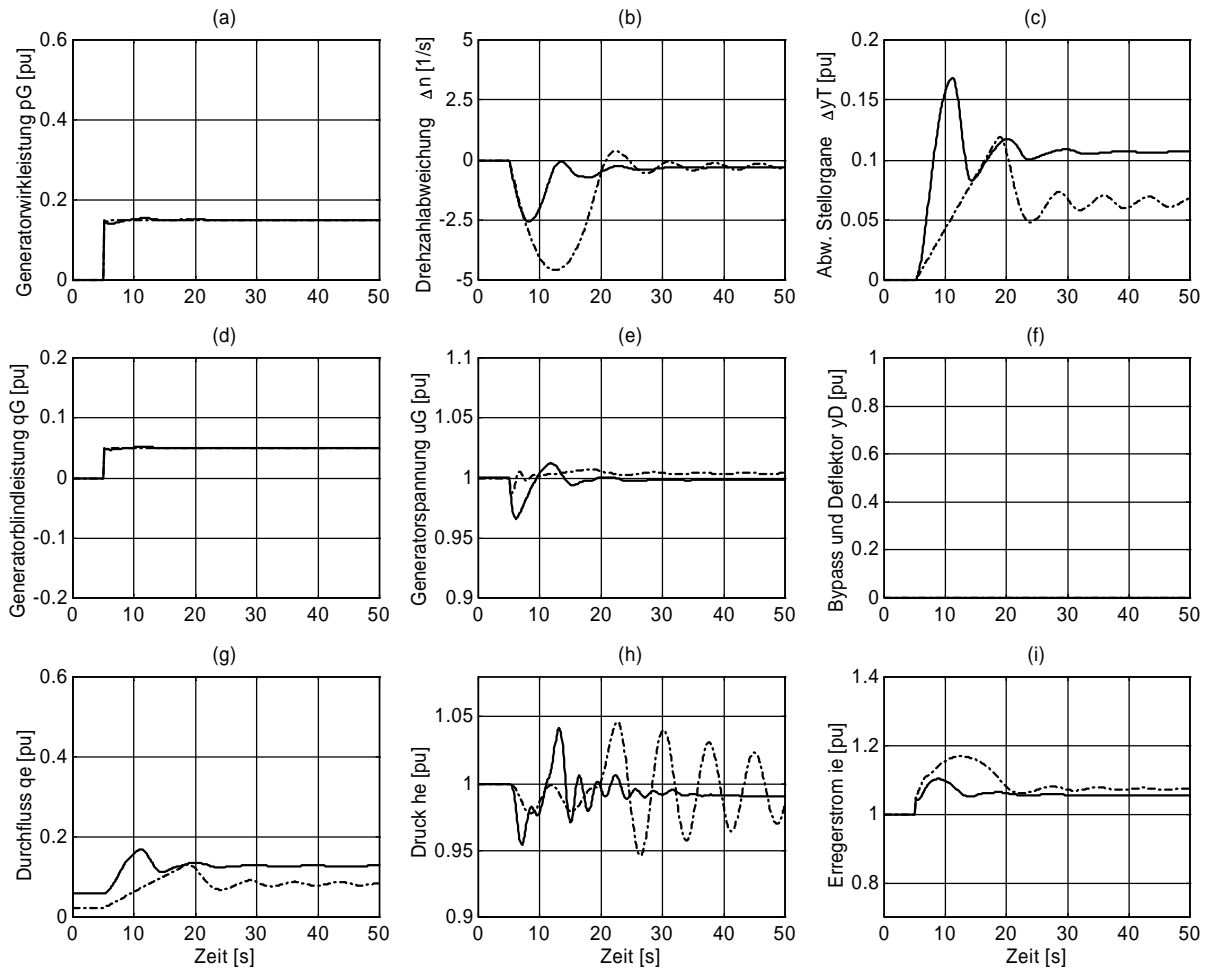 (a)
Generatorwirkleistung pG [pu]
0.6
0.4
0.2
0
0 10 20 30 40 50
(b)
Drehzahlabweichung Δn [1/s]
5
2.5
0
-2.5
-5
0 10 20 30 40 50
(c)
Abw. Stellorgane ΔyT [pu]
0.2
0.15
0.1
0.05
0
0 10 20 30 40 50
(d)
Generatorblindleistung qG [pu]
0.2
0.1
0
-0.1
-0.2
0 10 20 30 40 50
(e)
Generatorspannung uG [pu]
1.1
1.05
1
0.95
0.9
0 10 20 30 40 50
(f)
Bypass und Deflektor yD [pu]
1
0.8
0.6
0.4
0.2
0
0 10 20 30 40 50
(g)
Durchfluss qe [pu]
0.6
0.4
0.2
0
0 10 20 30 40 50
Zeit [s]
(h)
Druck he [pu]
1.05
1
0.95
0.9
0 10 20 30 40 50
Zeit [s]
(i)
Erregerstrom ie [pu]
1.4
1.2
1
0.8
0 10 20 30 40 50
Zeit [s]